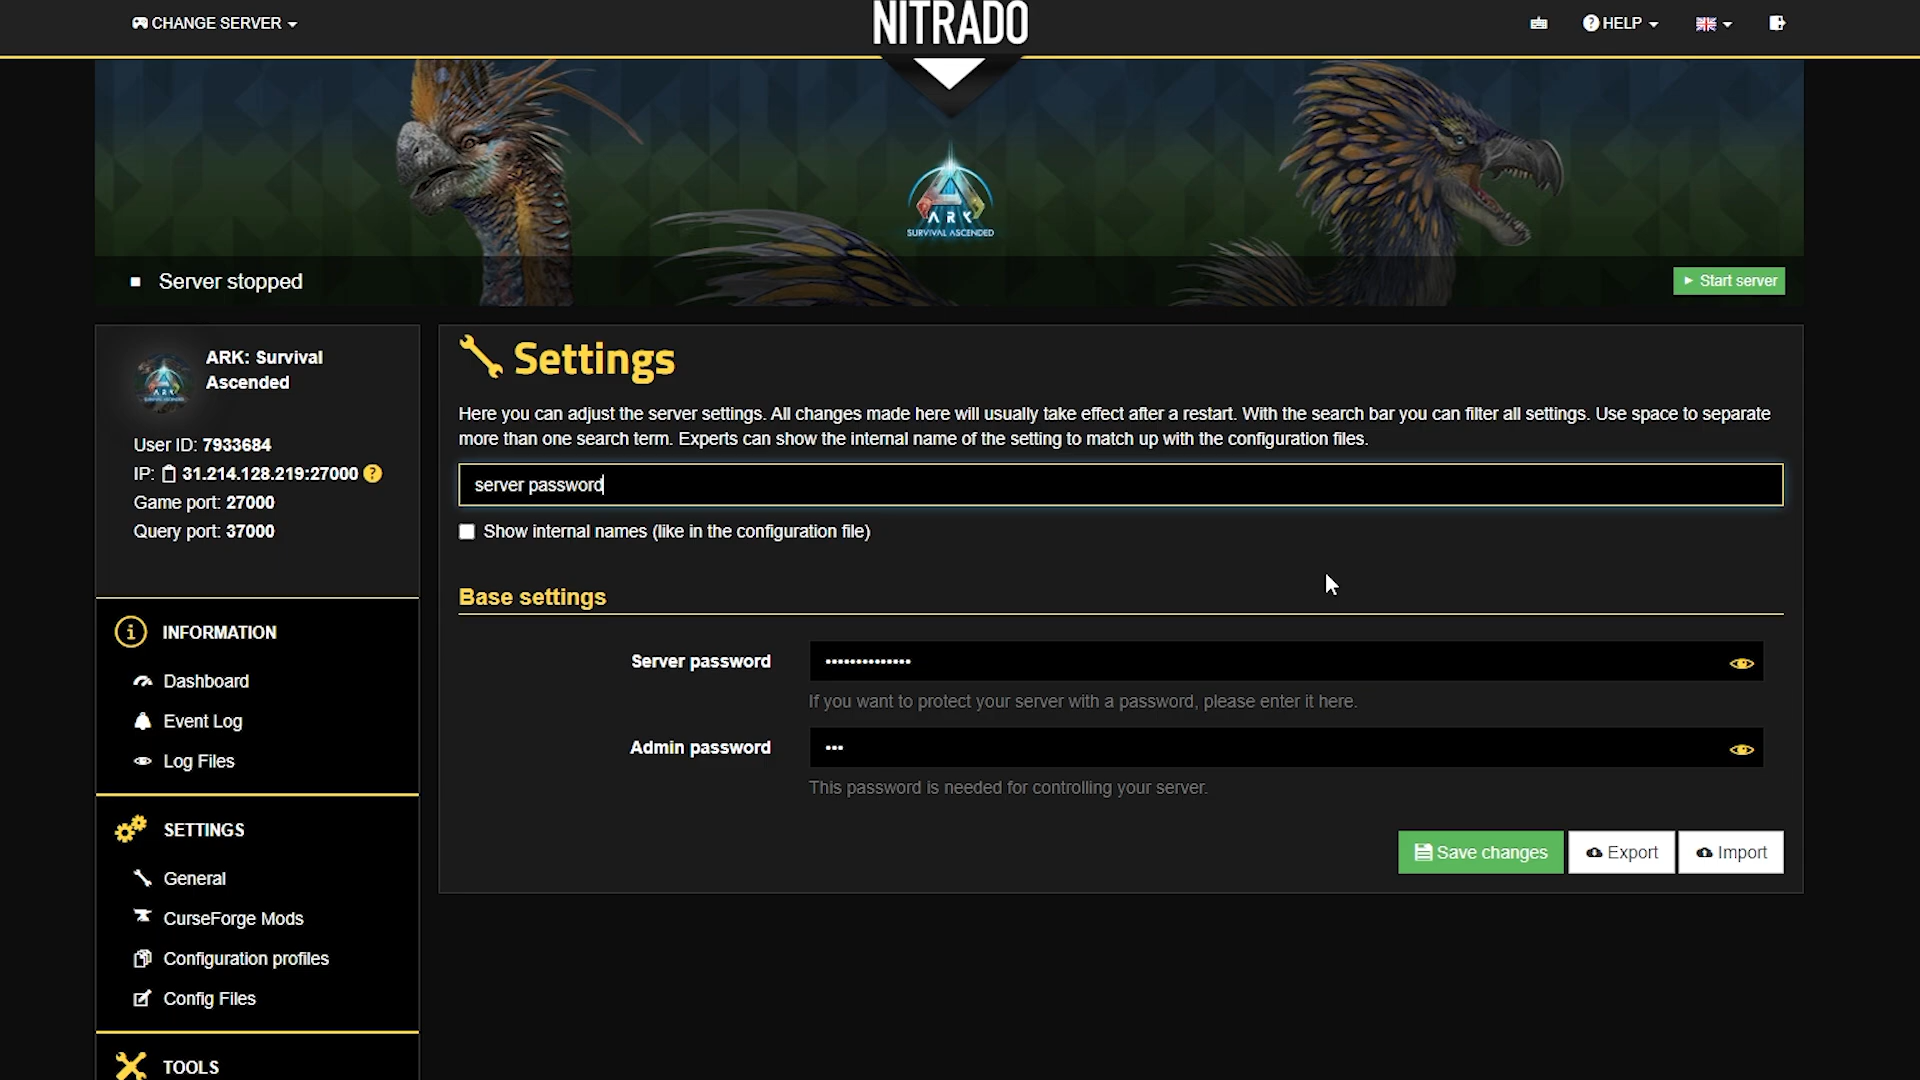 CHANGE SERVER
NITRADO
HELP
ARK
SURVIVAL ASCENDED
Server stopped
Start server
ARK: Survival
Ascended
User ID: 7933684
IP: 31.214.128.219:27000 ?
Game port: 27000
Query port: 37000
INFORMATION
Dashboard
Event Log
Log Files
SETTINGS
General
CurseForge Mods
Configuration profiles
Config Files
TOOLS
Settings
Here you can adjust the server settings. All changes made here will usually take effect after a restart. With the search bar you can filter all settings. Use space to separate
more than one search term. Experts can show the internal name of the setting to match up with the configuration files.
server password
Show internal names (like in the configuration file)
Base settings
Server password ••••••••••••••
If you want to protect your server with a password, please enter it here.
Admin password •••
This password is needed for controlling your server.
Save changes
Export
Import